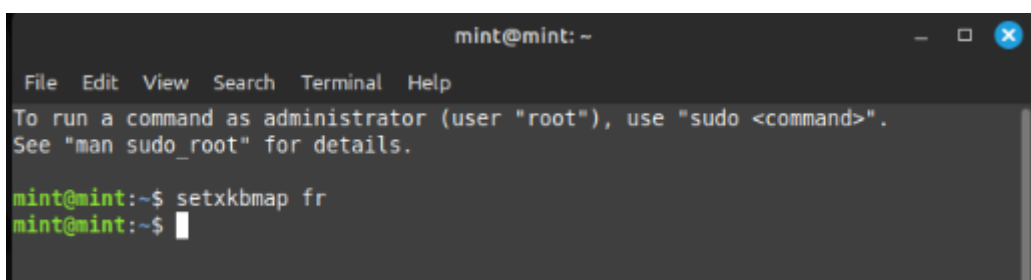 mint@mint: ~
File Edit View Search Terminal Help
To run a command as administrator (user "root"), use "sudo <command>".
See "man sudo_root" for details.
mint@mint:~$ setxkbmap fr
mint@mint:~$